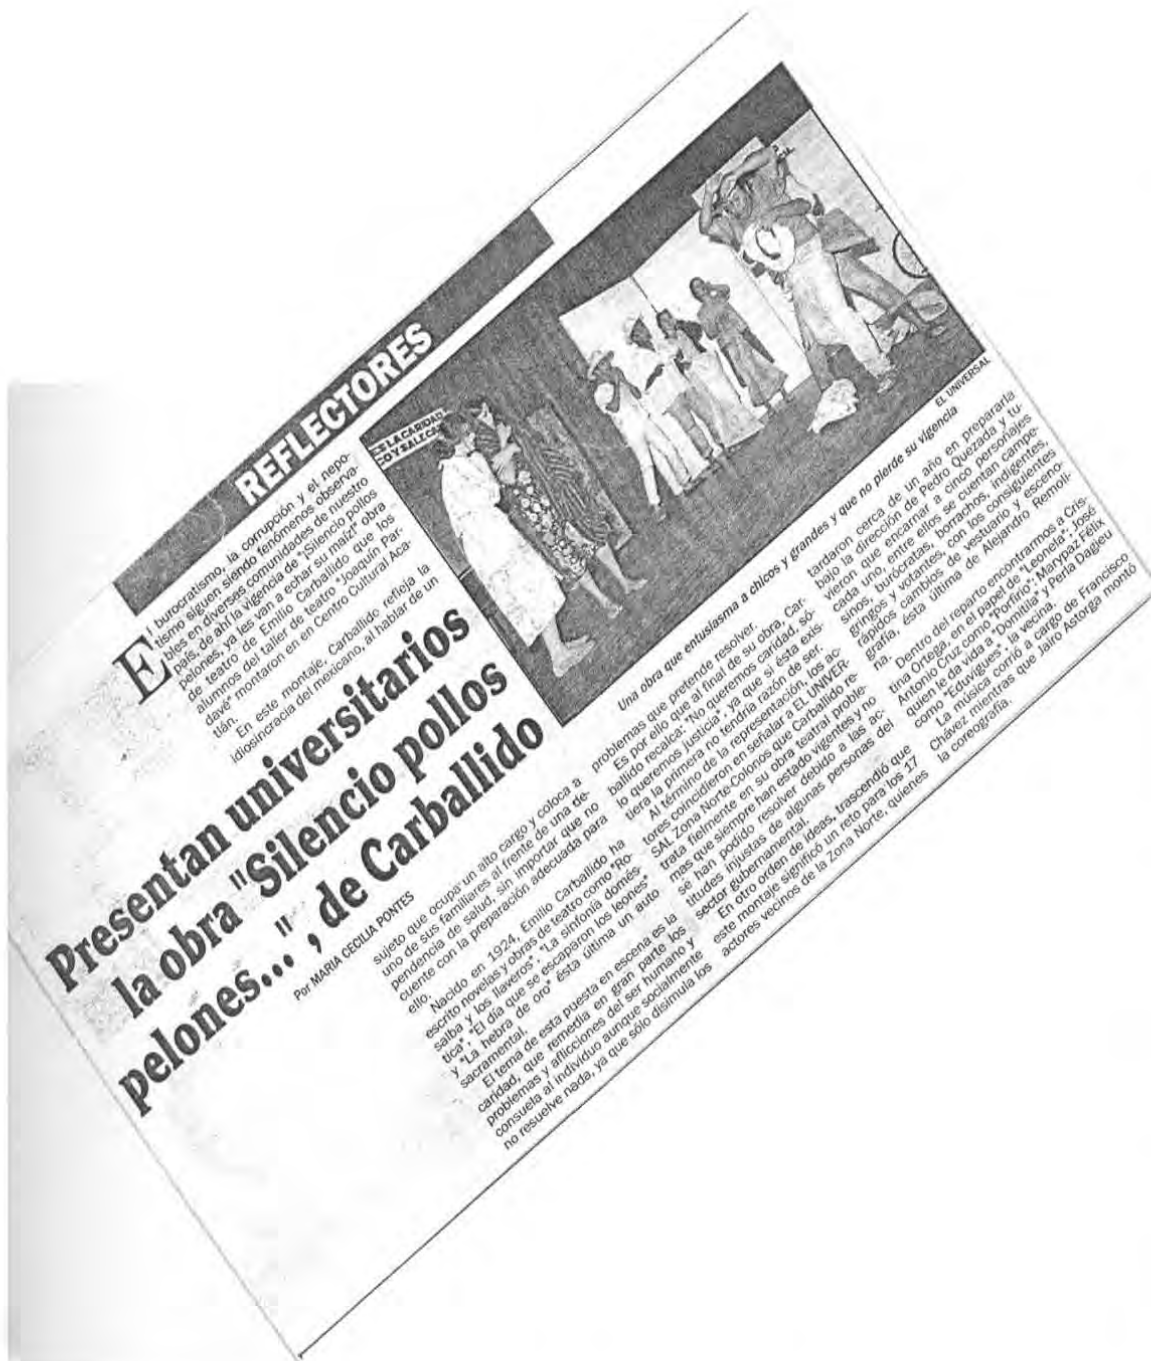 REFLECTORES
ES LA CARIDAD
CO Y SALEC
EL UNIVERSAL
Una obra que entusiasma a chicos y grandes y que no pierde su vigencia
Presentan universitarios
la obra "Silencio pollos
pelones...", de Carballido
Por MARIA CECILIA PONTES
El burocratismo, la corrupción y el nepo-
tismo siguen siendo fenómenos observa-
bles en diversas comunidades de nuestro
país, de ahí la vigencia de "Silencio pollos
pelones, ya les van a echar su maíz" obra
de teatro de Emilio Carballido que los
alumnos del taller de teatro "Joaquín Par-
davé" montaron en Centro Cultural Aca-
tlán.
En este montaje, Carballido refleja la
idiosincracia del mexicano, al hablar de un
sujeto que ocupa un alto cargo y coloca a
uno de sus familiares al frente de una de-
pendencia de salud, sin importar que no
cuente con la preparación adecuada para
ello.
Nacido en 1924, Emilio Carballido ha
escrito novelas y obras de teatro como "Ro-
salba y los llaveros", "La sinfonía domés-
tica", "El día que se escaparon los leones"
y "La hebra de oro" ésta última un auto
sacramental.
El tema de esta puesta en escena es la
caridad, que remedia en gran parte los
problemas y aflicciones del ser humano y
consuela al individuo aunque socialmente
no resuelve nada, ya que sólo disimula los
problemas que pretende resolver.
Es por ello que al final de su obra, Car-
ballido recalca: "No queremos caridad, só-
lo queremos justicia", ya que si ésta exis-
tiera la primera no tendría razón de ser.
Al término de la representación, los ac-
tores coincidieron en señalar a EL UNIVER-
SAL Zona Norte-Colonos que Carballido re-
trata fielmente en su obra teatral proble-
mas que siempre han estado vigentes y no
se han podido resolver debido a las ac-
titudes injustas de algunas personas del
sector gubernamental.
En otro orden de ideas, trascendió que
este montaje significó un reto para los 17
actores vecinos de la Zona Norte, quienes
tardaron cerca de un año en prepararla
bajo la dirección de Pedro Quezada y tu-
vieron que encarnar a cinco personajes
cada uno, entre ellos se cuentan campe-
sinos, burócratas, borrachos, indigentes,
gringos y votantes, con los consiguientes
rápidos cambios de vestuario y esceno-
grafía, ésta última de Alejandro Remoli-
na.
Dentro del reparto encontrarmos a Cris-
tina Ortega, en el papel de "Leoneta"; José
Antonio Cruz como "Porfirio"; Marypaz Félix
quien le da vida a "Domitila" y Perla Dagieu
como "Eduviges", la vecina.
La música corrió a cargo de Francisco
Chávez mientras que Jairo Astorga montó
la coreografía.